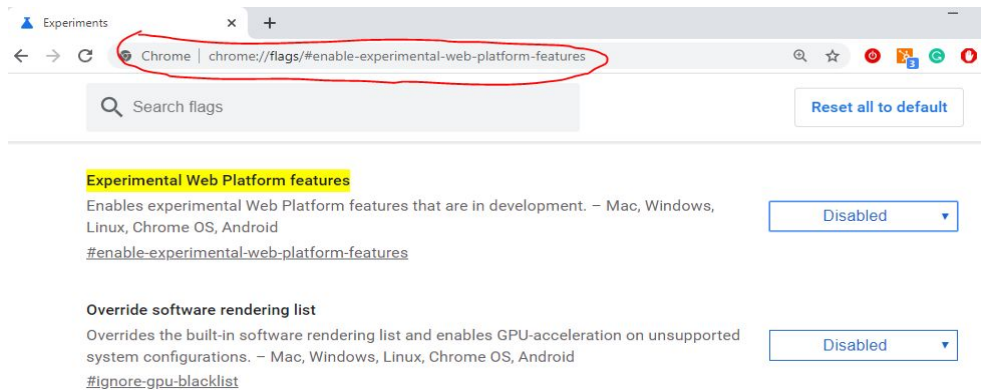 Experiments
Chrome | chrome://flags/#enable-experimental-web-platform-features
3
Search flags
Reset all to default
Experimental Web Platform features
Enables experimental Web Platform features that are in development. – Mac, Windows,
Linux, Chrome OS, Android
#enable-experimental-web-platform-features
Disabled
Override software rendering list
Overrides the built-in software rendering list and enables GPU-acceleration on unsupported
system configurations. – Mac, Windows, Linux, Chrome OS, Android
#ignore-gpu-blacklist
Disabled